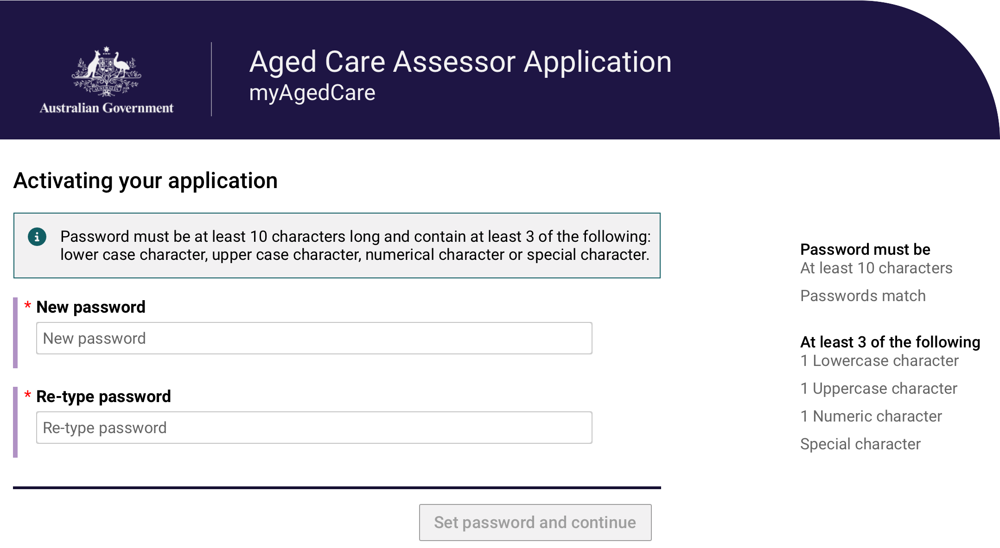 Aged Care Assessor Application
myAgedCare
AUSTRALIA
Australian Government
Activating your application
Password must be at least 10 characters long and contain at least 3 of the following:
lower case character, upper case character, numerical character or special character.
* New password
New password
* Re-type password
Re-type password
Set password and continue
Password must be
At least 10 characters
Passwords match
At least 3 of the following
1 Lowercase character
1 Uppercase character
1 Numeric character
Special character